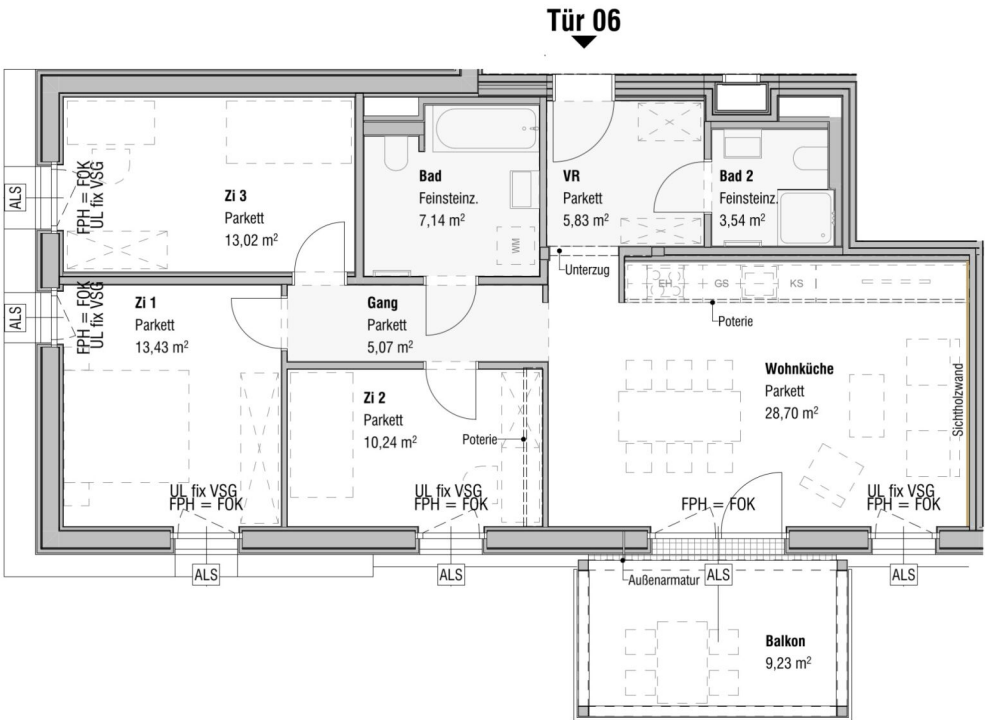 Tür 06
Zi 3
Parkett
13,02 m²
Bad
Feinsteinz.
7,14 m²
WM
VR
Parkett
5,83 m²
Bad 2
Feinsteinz.
3,54 m²
ALS
FPH = FOK
UL fix VSG
Unterzug
EH
GS
KS
Poterie
ALS
FPH = FOK
UL fix VSG
Zi 1
Parkett
13,43 m²
Gang
Parkett
5,07 m²
Zi 2
Parkett
10,24 m²
Poterie
Wohnküche
Parkett
28,70 m²
Sichtholzwand
UL fix VSG
FPH = FOK
UL fix VSG
FPH = FOK
FPH = FOK
UL fix VSG
FPH = FOK
ALS
ALS
Außenarmatur
ALS
ALS
Balkon
9,23 m²